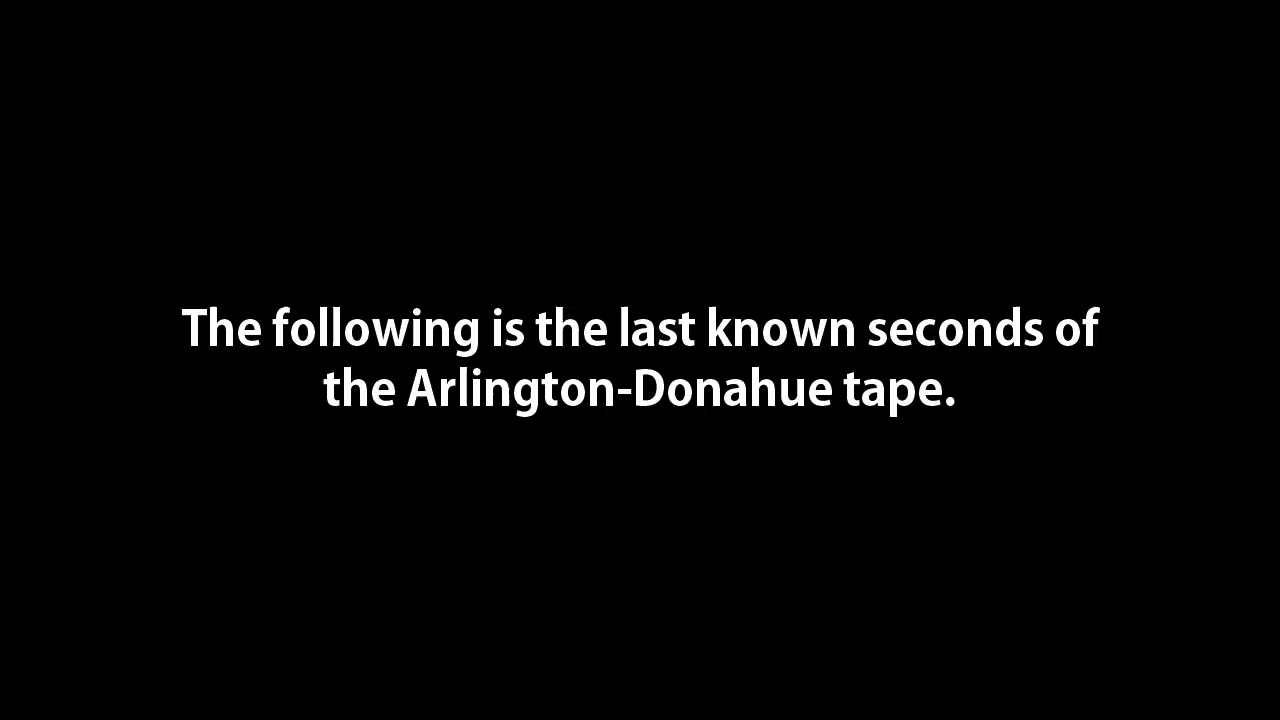 The following is the last known seconds of
the Arlington-Donahue tape.